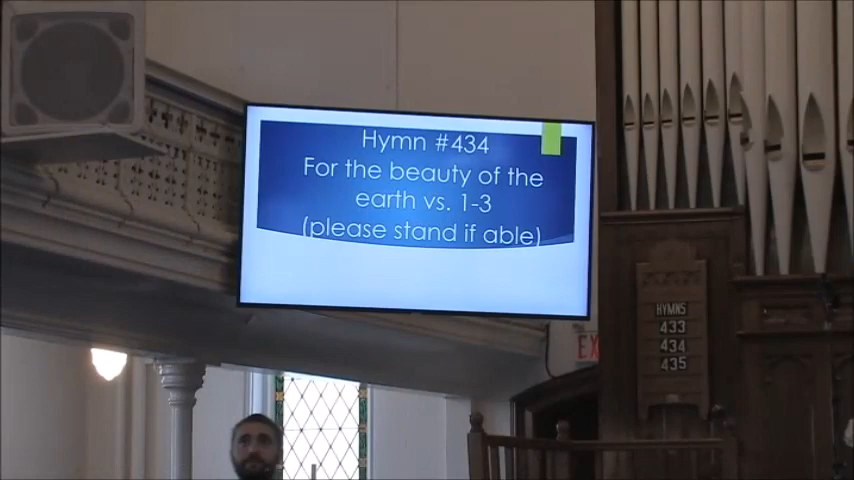 Hymn #434
For the beauty of the
earth vs. 1-3
(please stand if able)
EX
HYMNS
433
434
435